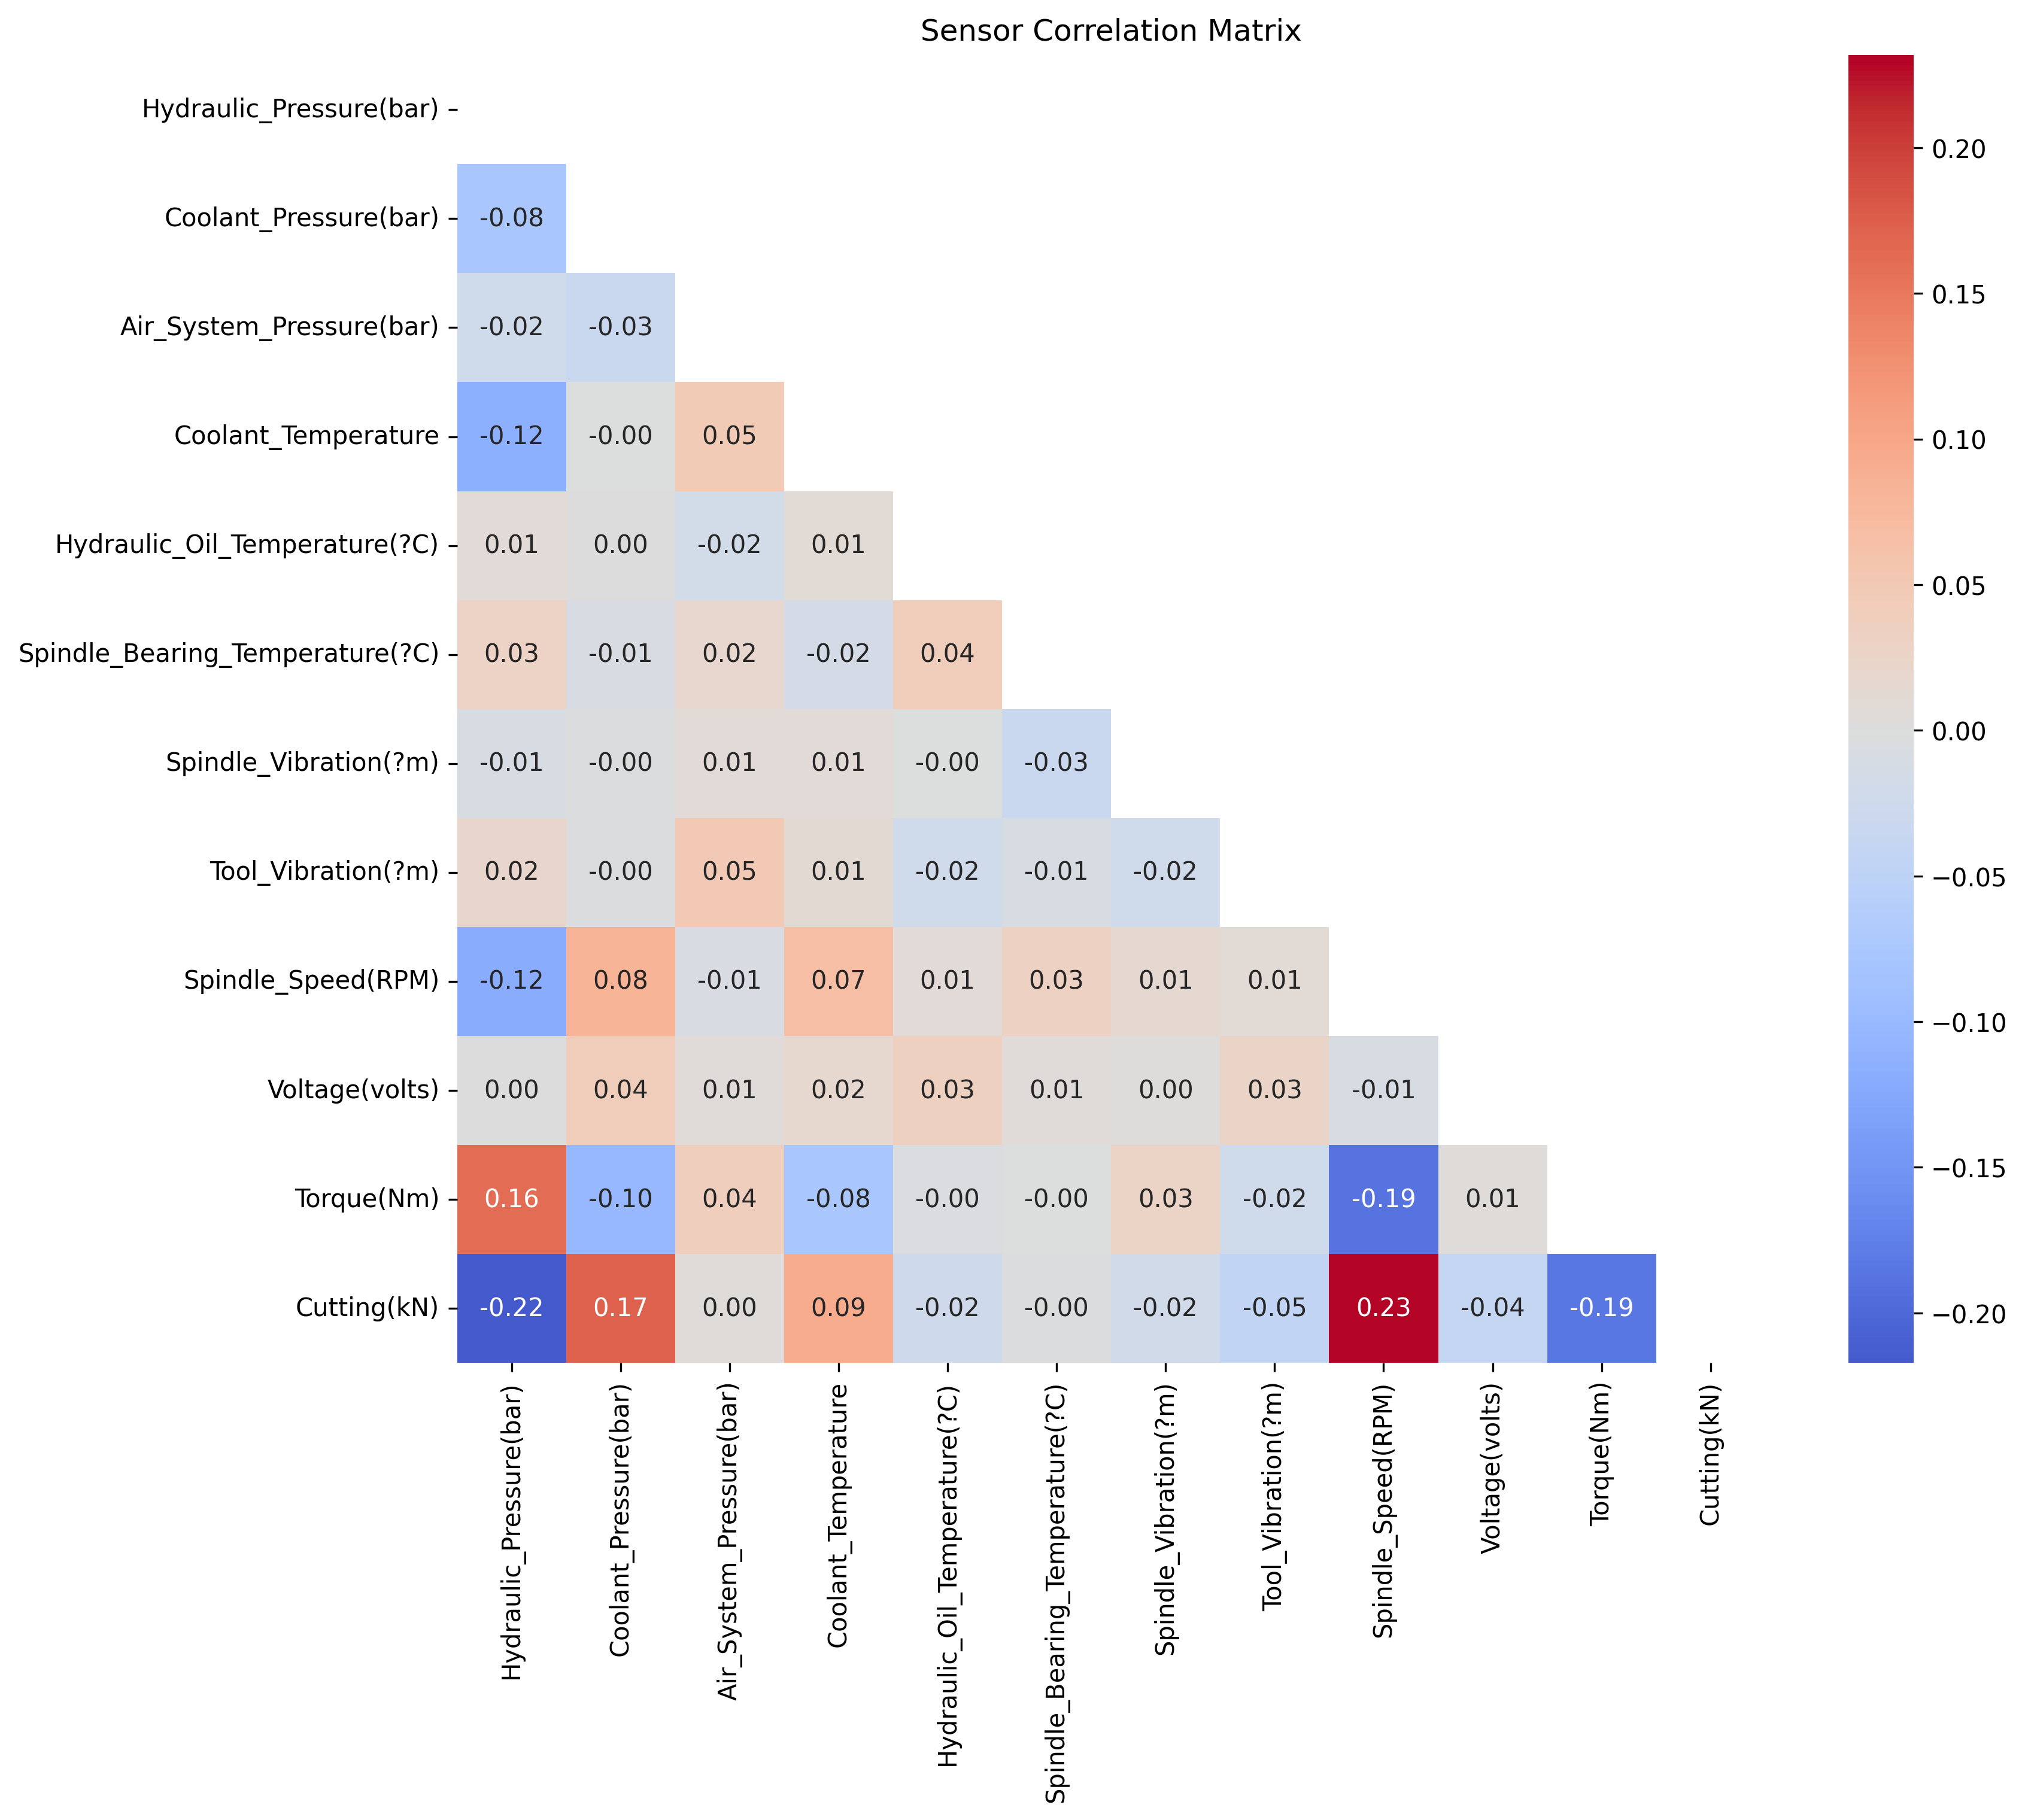 Sensor Correlation Matrix
Hydraulic_Pressure(bar)
Coolant_Pressure(bar) -0.08
Air_System_Pressure(bar) -0.02 -0.03
Coolant_Temperature -0.12 -0.00 0.05
Hydraulic_Oil_Temperature(?C) 0.01 0.00 -0.02 0.01
Spindle_Bearing_Temperature(?C) 0.03 -0.01 0.02 -0.02 0.04
Spindle_Vibration(?m) -0.01 -0.00 0.01 0.01 -0.00 -0.03
Tool_Vibration(?m) 0.02 -0.00 0.05 0.01 -0.02 -0.01 -0.02
Spindle_Speed(RPM) -0.12 0.08 -0.01 0.07 0.01 0.03 0.01 0.01
Voltage(volts) 0.00 0.04 0.01 0.02 0.03 0.01 0.00 0.03 -0.01
Torque(Nm) 0.16 -0.10 0.04 -0.08 -0.00 -0.00 0.03 -0.02 -0.19 0.01
Cutting(kN) -0.22 0.17 0.00 0.09 -0.02 -0.00 -0.02 -0.05 0.23 -0.04 -0.19
Hydraulic_Pressure(bar)
Coolant_Pressure(bar)
Air_System_Pressure(bar)
Coolant_Temperature
Hydraulic_Oil_Temperature(?C)
Spindle_Bearing_Temperature(?C)
Spindle_Vibration(?m)
Tool_Vibration(?m)
Spindle_Speed(RPM)
Voltage(volts)
Torque(Nm)
Cutting(kN)
0.20
0.15
0.10
0.05
0.00
−0.05
−0.10
−0.15
−0.20